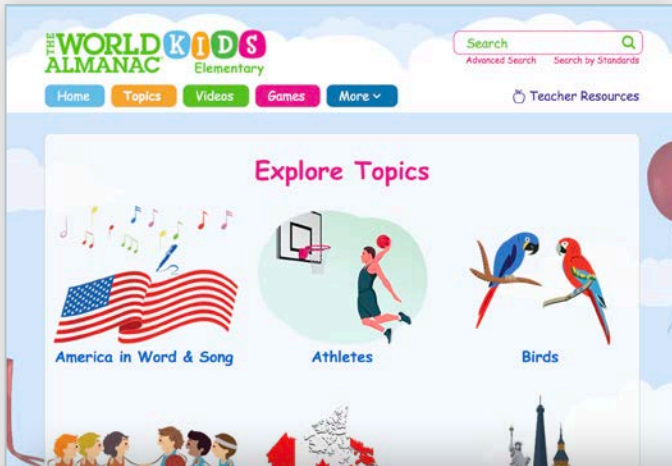 THE WORLD KIDS
ALMANAC
Elementary
Search
Advanced Search Search by Standards
Home Topics Videos Games More
Teacher Resources
Explore Topics
America in Word & Song Athletes Birds